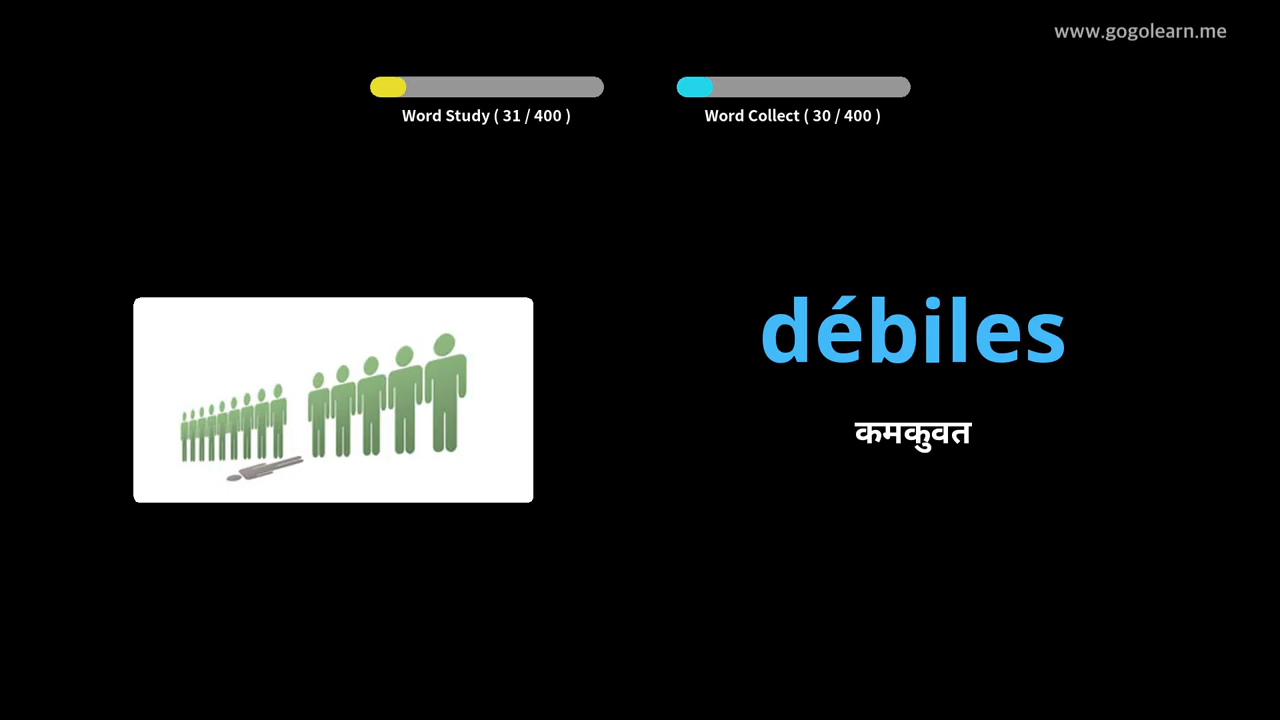 www.gogolearn.me
Word Study ( 31 / 400 )
Word Collect ( 30 / 400 )
débiles
कमकुवत